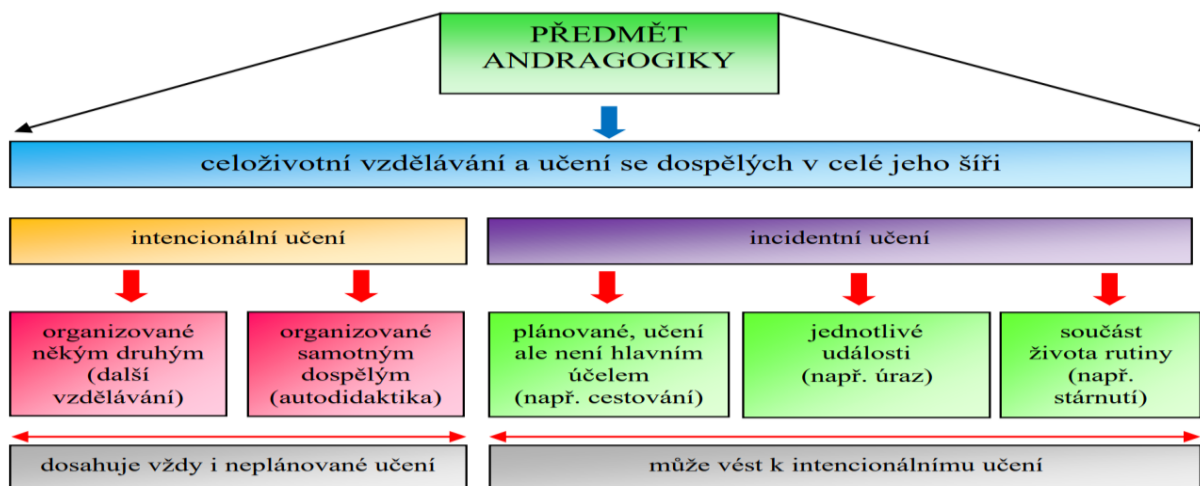 PŘEDMĚT
ANDRAGOGIKY
celoživotní vzdělávání a učení se dospělých v celé jeho šíři
intencionální učení
incidentní učení
organizované
někým druhým
(další
vzdělávání)
organizované
samotným
dospělým
(autodidaktika)
plánované, učení
ale není hlavním
účelem
(např. cestování)
jednotlivé
události
(např. úraz)
součást
života rutiny
(např.
stárnutí)
dosahuje vždy i neplánované učení
může vést k intencionálnímu učení